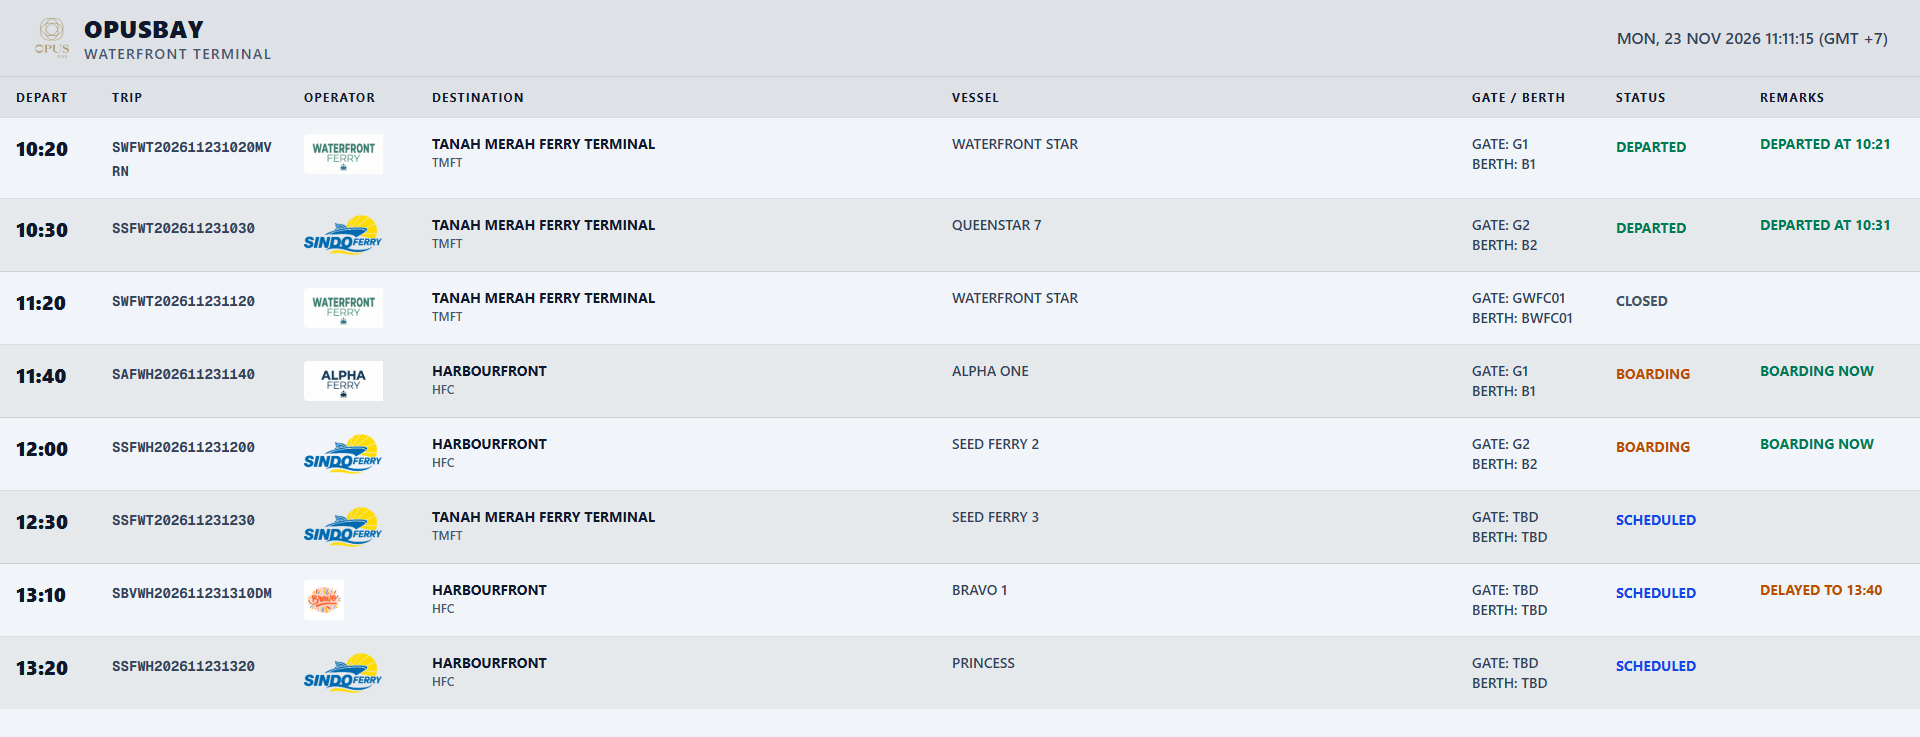 OPUS
OPUSBAY
WATERFRONT TERMINAL
MON, 23 NOV 2026 11:11:15 (GMT +7)
DEPART TRIP OPERATOR DESTINATION VESSEL GATE / BERTH STATUS REMARKS
10:20 SWFWT202611231020MV WATERFRONT TANAH MERAH FERRY TERMINAL WATERFRONT STAR GATE: G1 DEPARTED DEPARTED AT 10:21
RN FERRY TMFT BERTH: B1
10:30 SSFWT202611231030 SINDO FERRY TANAH MERAH FERRY TERMINAL QUEENSTAR 7 GATE: G2 DEPARTED DEPARTED AT 10:31
TMFT BERTH: B2
11:20 SWFWT202611231120 WATERFRONT TANAH MERAH FERRY TERMINAL WATERFRONT STAR GATE: GWFC01 CLOSED
FERRY TMFT BERTH: BWFC01
11:40 SAFWH202611231140 ALPHA HARBOURFRONT ALPHA ONE GATE: G1 BOARDING BOARDING NOW
FERRY HFC BERTH: B1
12:00 SSFWH202611231200 SINDO FERRY HARBOURFRONT SEED FERRY 2 GATE: G2 BOARDING BOARDING NOW
HFC BERTH: B2
12:30 SSFWT202611231230 SINDO FERRY TANAH MERAH FERRY TERMINAL SEED FERRY 3 GATE: TBD SCHEDULED
TMFT BERTH: TBD
13:10 SBVWH202611231310DM Bravo HARBOURFRONT BRAVO 1 GATE: TBD SCHEDULED DELAYED TO 13:40
HFC BERTH: TBD
13:20 SSFWH202611231320 SINDO FERRY HARBOURFRONT PRINCESS GATE: TBD SCHEDULED
HFC BERTH: TBD